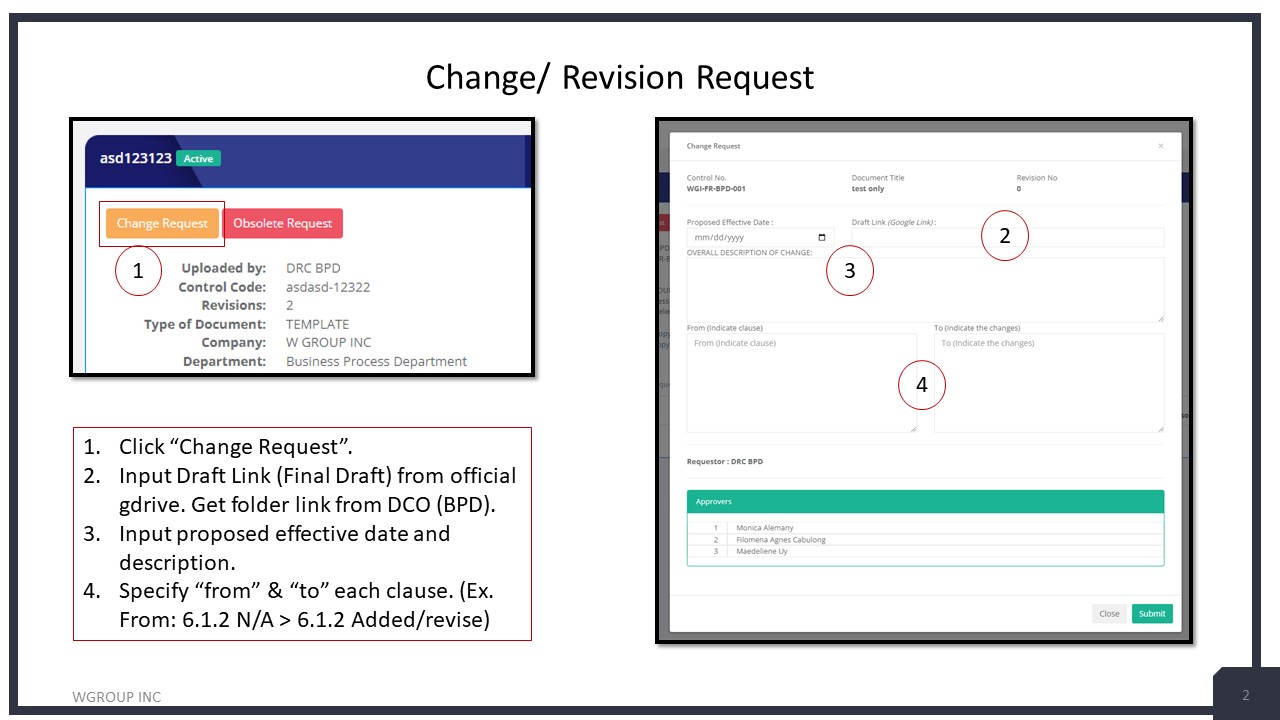 Change/ Revision Request
asd123123 Active
Change Request Obsolete Request
1
Uploaded by: DRC BPD
Control Code: asdasd-12322
Revisions: 2
Type of Document: TEMPLATE
Company: W GROUP INC
Department: Business Process Department
1. Click “Change Request”.
2. Input Draft Link (Final Draft) from official
gdrive. Get folder link from DCO (BPD).
3. Input proposed effective date and
description.
4. Specify “from” & “to” each clause. (Ex.
From: 6.1.2 N/A > 6.1.2 Added/revise)
Change Request ×
Control No. Document Title Revision No
WGI-FR-BPD-001 test only 0
Proposed Effective Date : Draft Link (Google Link) :
2
mm/dd/yyyy
OVERALL DESCRIPTION OF CHANGE:
3
From (Indicate clause) To (Indicate the changes)
From (Indicate clause) To (Indicate the changes)
4
Requestor : DRC BPD
Approvers
1 Monica Alemany
2 Filomena Agnes Cabulong
3 Maedeliene Uy
Close Submit
WGROUP INC
2